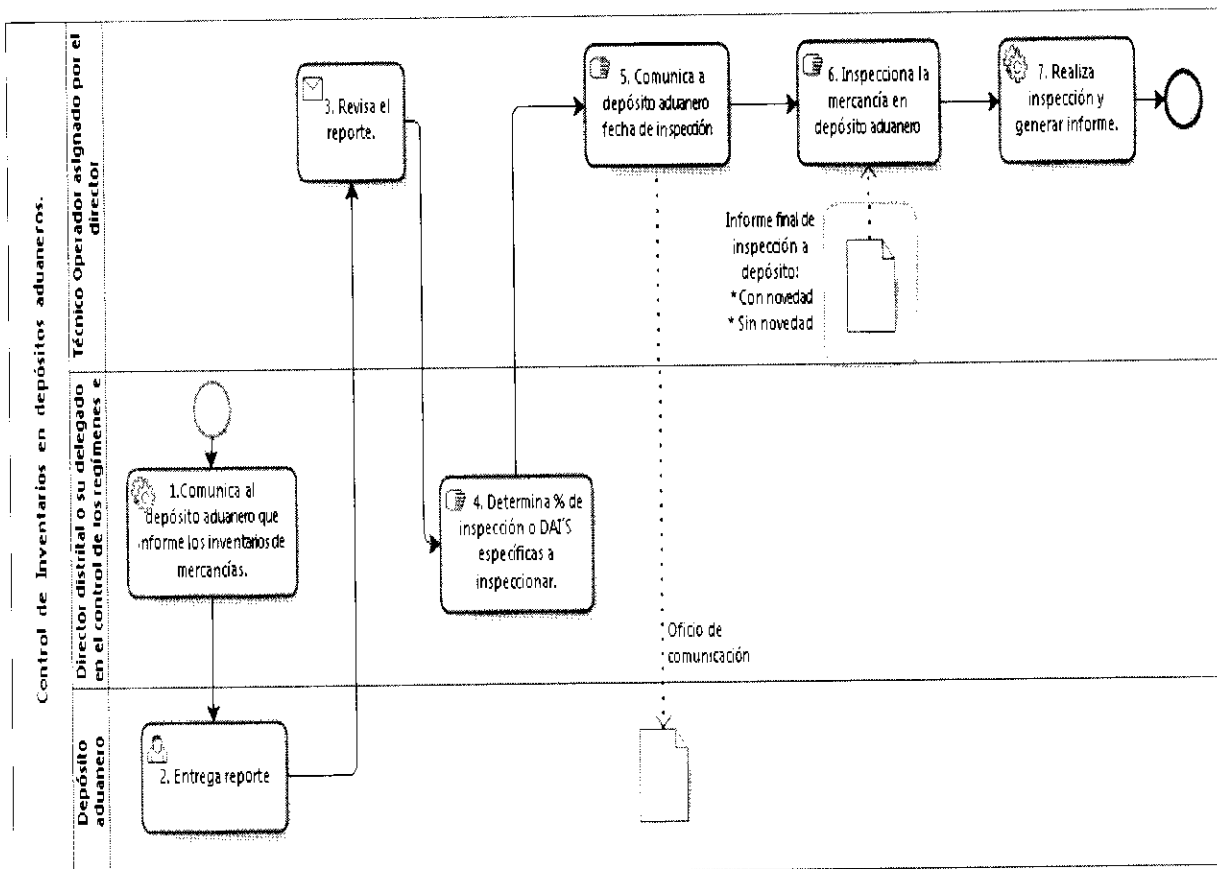 Control de Inventarios en depósitos aduaneros.
Técnico Operador asignado por el
director
3. Revisa el
reporte.
5. Comunica a
depósito aduanero
fecha de inspección
6. Inspecciona la
mercancía en
depósito aduanero
7. Realiza
inspección y
generar informe.
Informe final de
inspección a
depósito:
* Con novedad
* Sin novedad
Director distrital o su delegado
en el control de los regímenes e
1.Comunica al
depósito aduanero que
informe los inventarios de
mercancías.
4. Determina % de
inspección o DAI´S
específicas a
inspeccionar.
Oficio de
comunicación
Depósito
aduanero
2. Entrega reporte